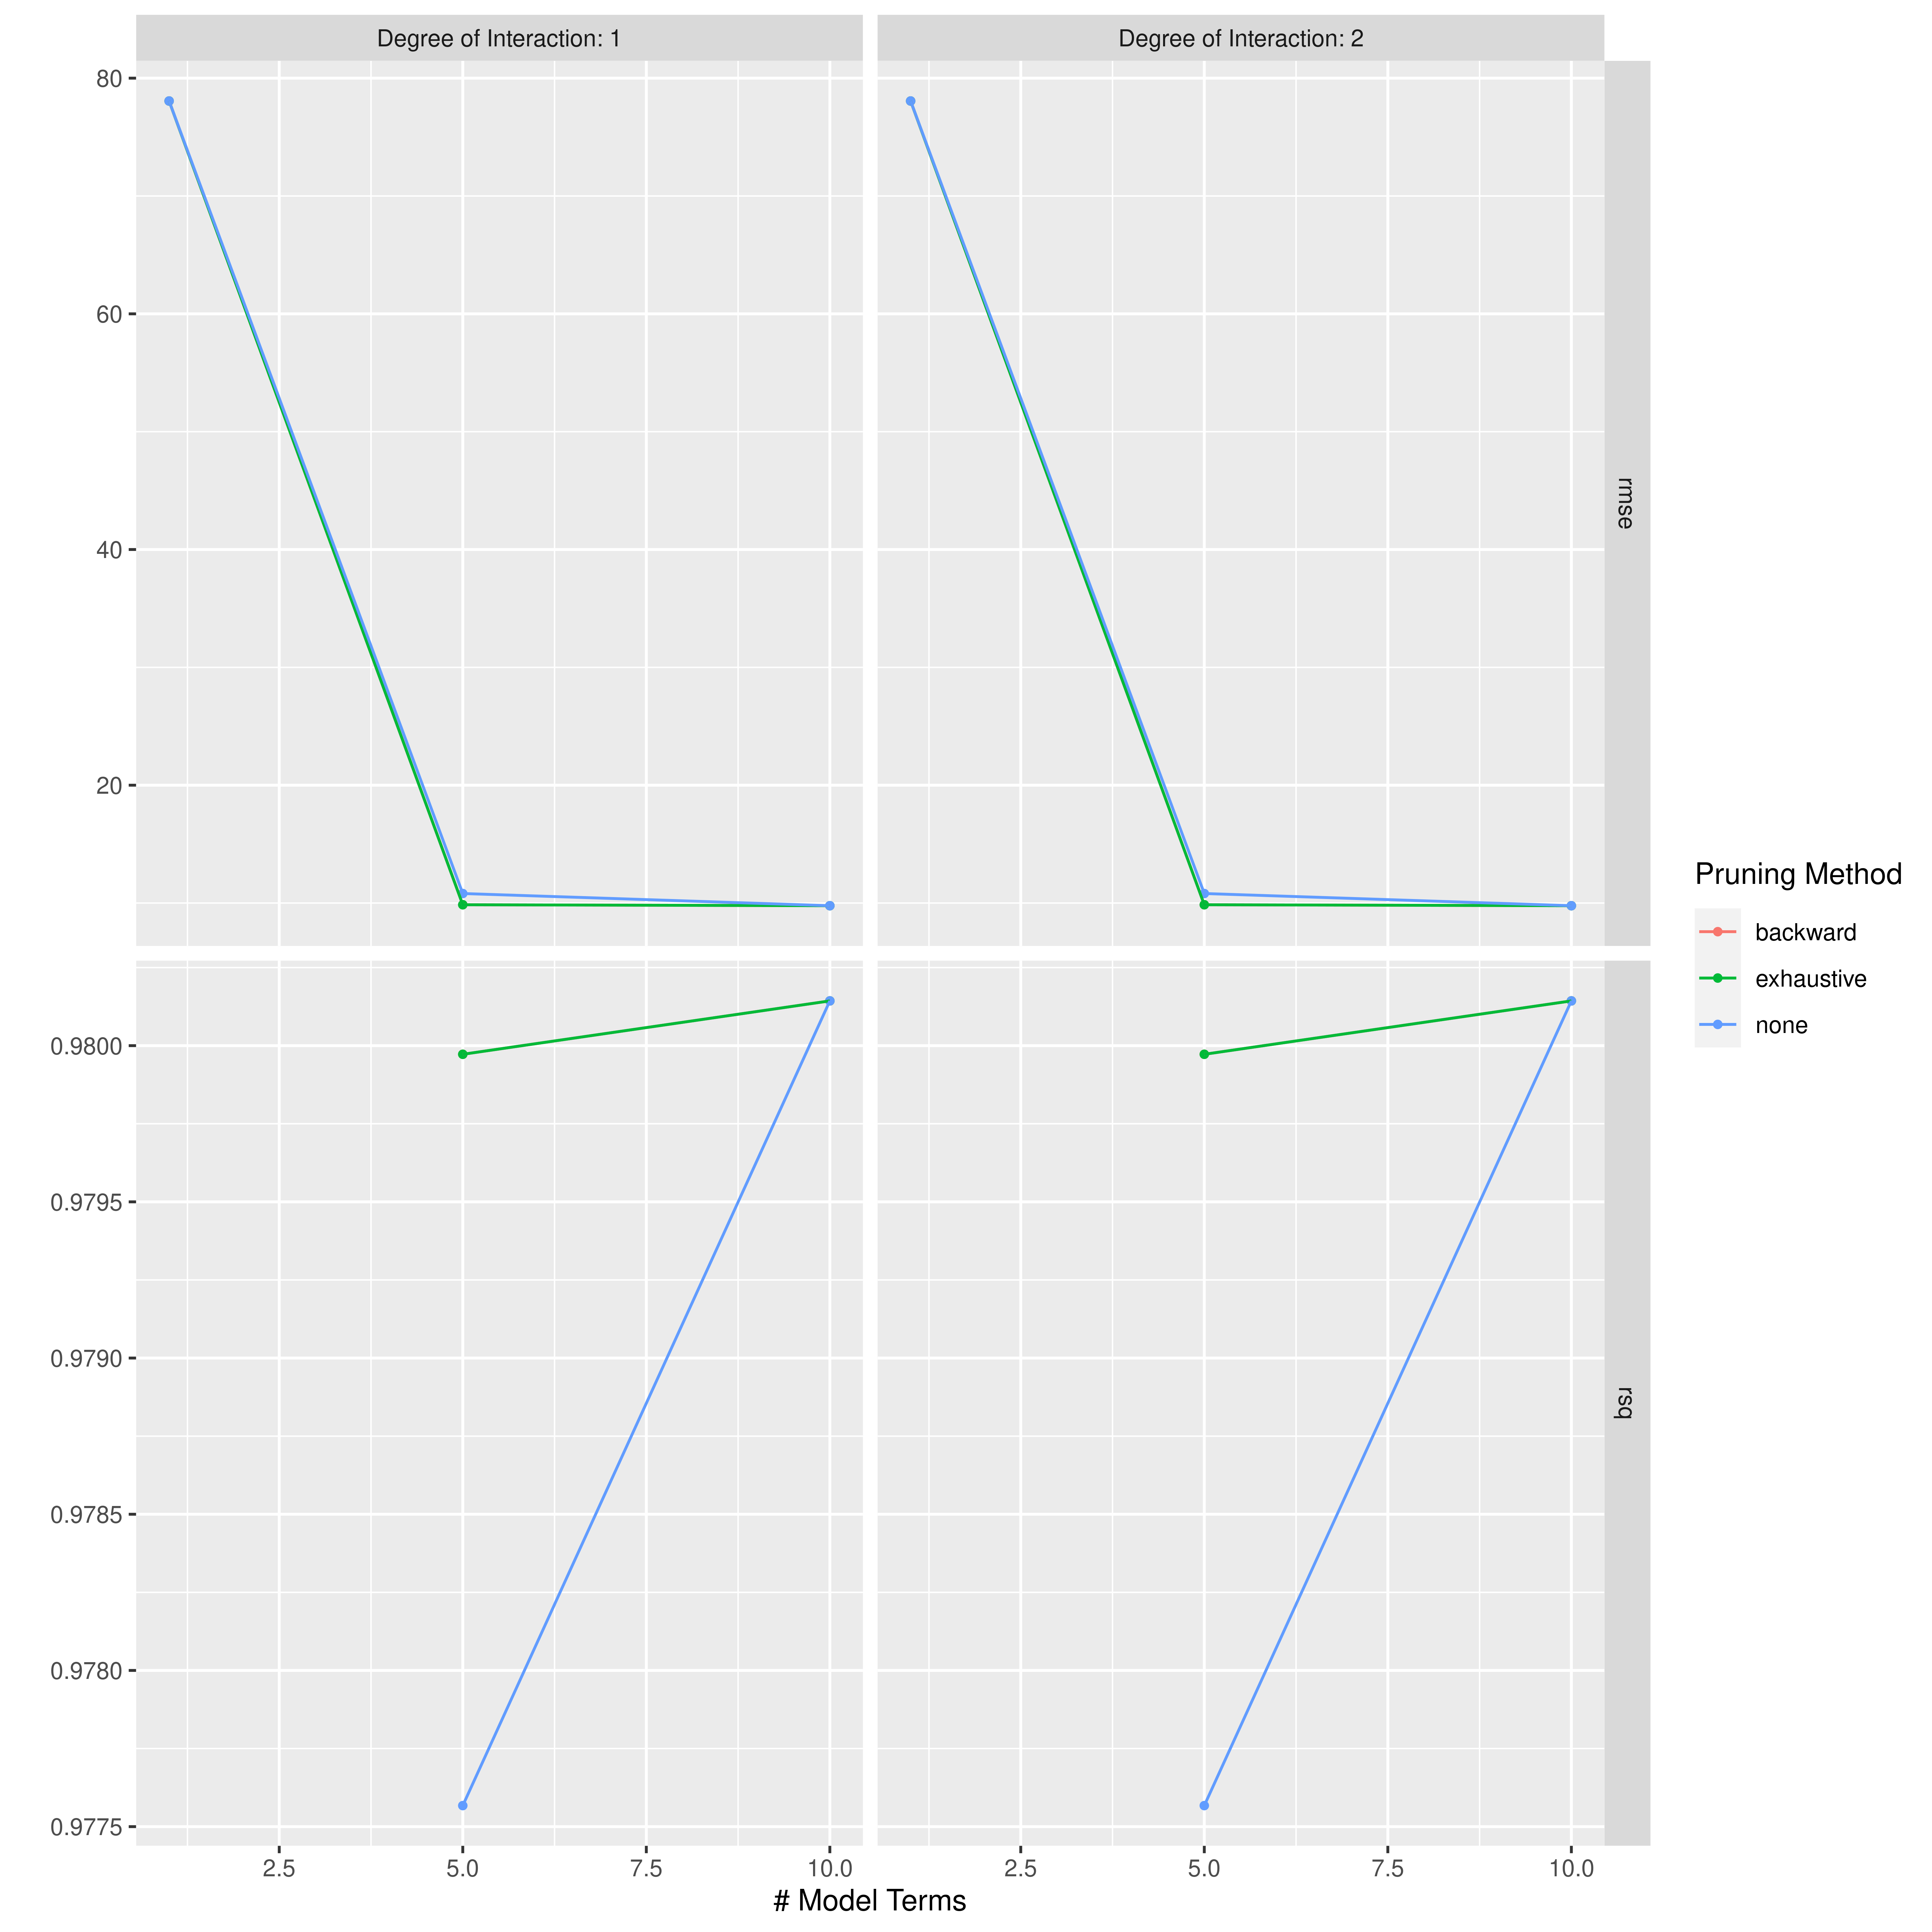 Degree of Interaction: 1
Degree of Interaction: 2
80
60
40
20
rmse
0.9800
0.9795
0.9790
0.9785
0.9780
0.9775
rsq
2.5
5.0
7.5
10.0
2.5
5.0
7.5
10.0
# Model Terms
Pruning Method
backward
exhaustive
none